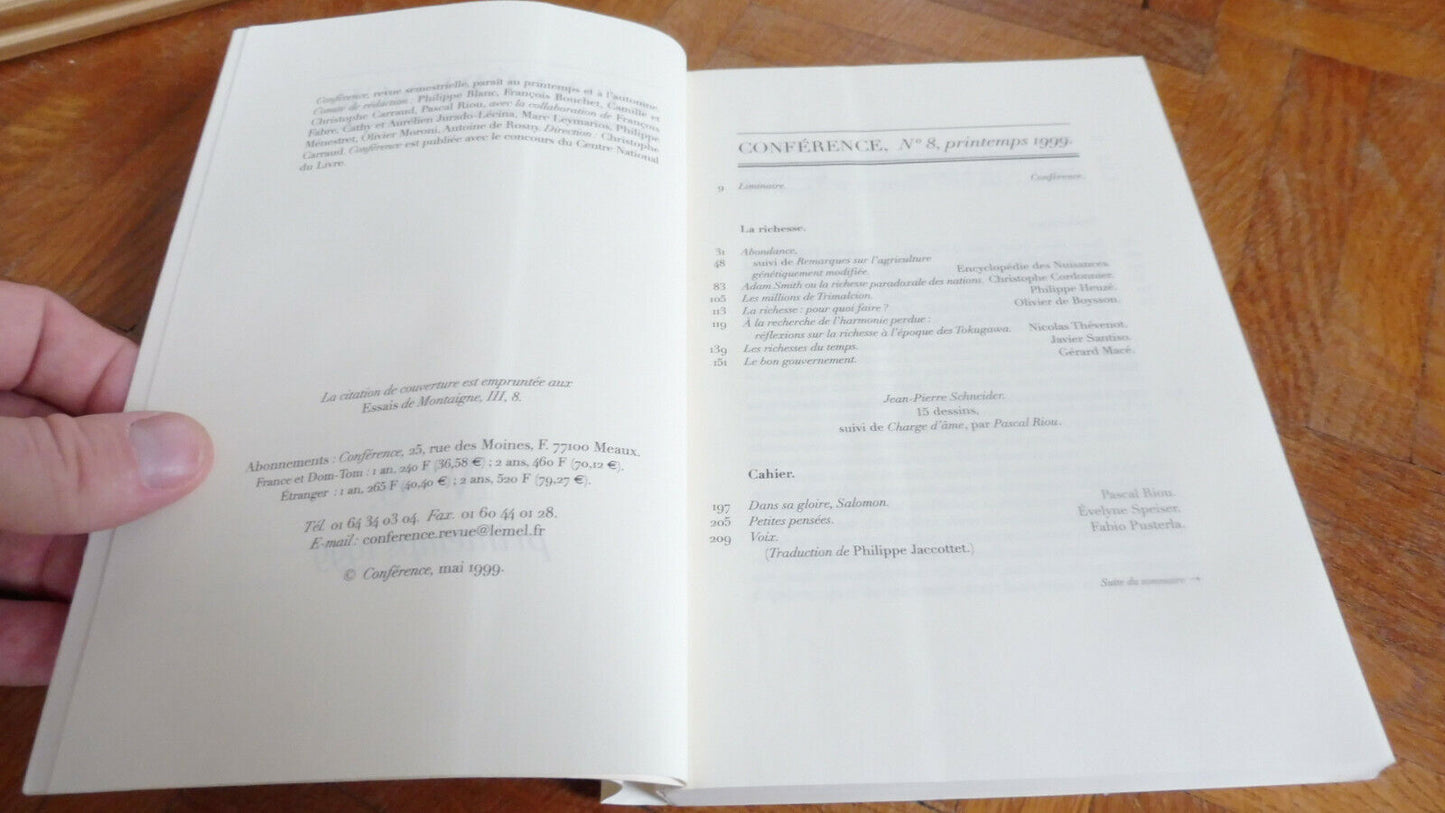 Conférence, revue semestrielle, paraît au printemps et à l'automne.
Comité de rédaction : Philippe Blanc, François Bouchet, Camille et
Christophe Carraud, Pascal Riou, avec la collaboration de François
Fabre, Cathy et Aurélien Jurado-Lécina, Marc Leymarios, Philippe
Ménestret, Olivier Moroni, Antoine de Rosny. Direction : Christophe
Carraud. Conférence est publiée avec le concours du Centre National
du Livre.
La citation de couverture est empruntée aux
Essais de Montaigne, III, 8.
Abonnements : Conférence, 25, rue des Moines, F. 77100 Meaux.
France et Dom-Tom : 1 an, 240 F (36,58 €) ; 2 ans, 460 F (70,12 €).
Étranger : 1 an, 265 F (40,40 €) ; 2 ans, 520 F (79,27 €).
Tél. 01 64 34 03 04. Fax. 01 60 44 01 28.
E-mail : conference.revue@lemel.fr
© Conférence, mai 1999.
CONFÉRENCE, N° 8, printemps 1999.
9 Liminaire. Conférence.
La richesse.
31 Abondance,
48 suivi de Remarques sur l'agriculture
génétiquement modifiée. Encyclopédie des Nuisances.
83 Adam Smith ou la richesse paradoxale des nations. Christophe Cordonnier.
105 Les millions de Trimalcion. Philippe Heuzé.
113 La richesse : pour quoi faire ? Olivier de Boysson.
119 À la recherche de l'harmonie perdue :
réflexions sur la richesse à l'époque des Tokugawa. Nicolas Thévenot.
139 Les richesses du temps. Javier Santiso.
151 Le bon gouvernement. Gérard Macé.
Jean-Pierre Schneider.
15 dessins,
suivi de Charge d'âme, par Pascal Riou.
Cahier.
197 Dans sa gloire, Salomon. Pascal Riou.
205 Petites pensées. Évelyne Speiser.
209 Voix. Fabio Pusterla.
(Traduction de Philippe Jaccottet.)
Suite du sommaire →